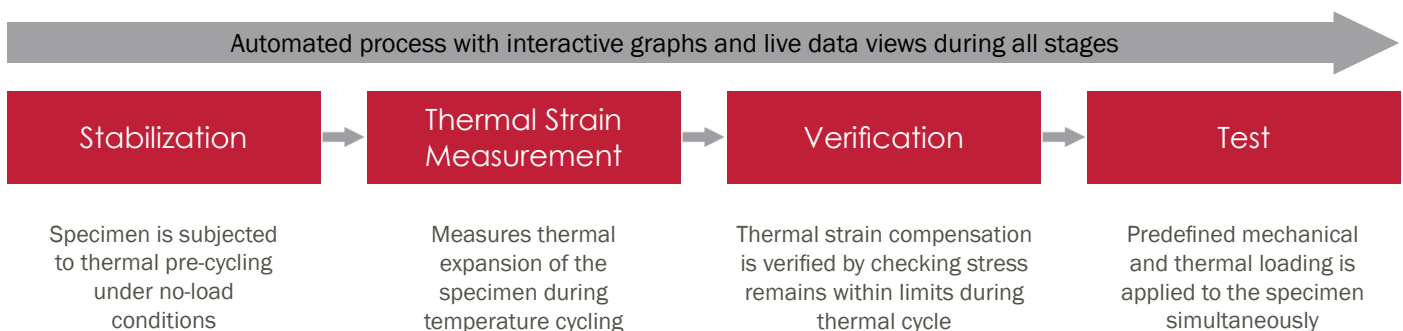 Automated process with interactive graphs and live data views during all stages
Stabilization
Thermal Strain
Measurement
Verification
Test
Specimen is subjected
to thermal pre-cycling
under no-load
conditions
Measures thermal
expansion of the
specimen during
temperature cycling
Thermal strain compensation
is verified by checking stress
remains within limits during
thermal cycle
Predefined mechanical
and thermal loading is
applied to the specimen
simultaneously